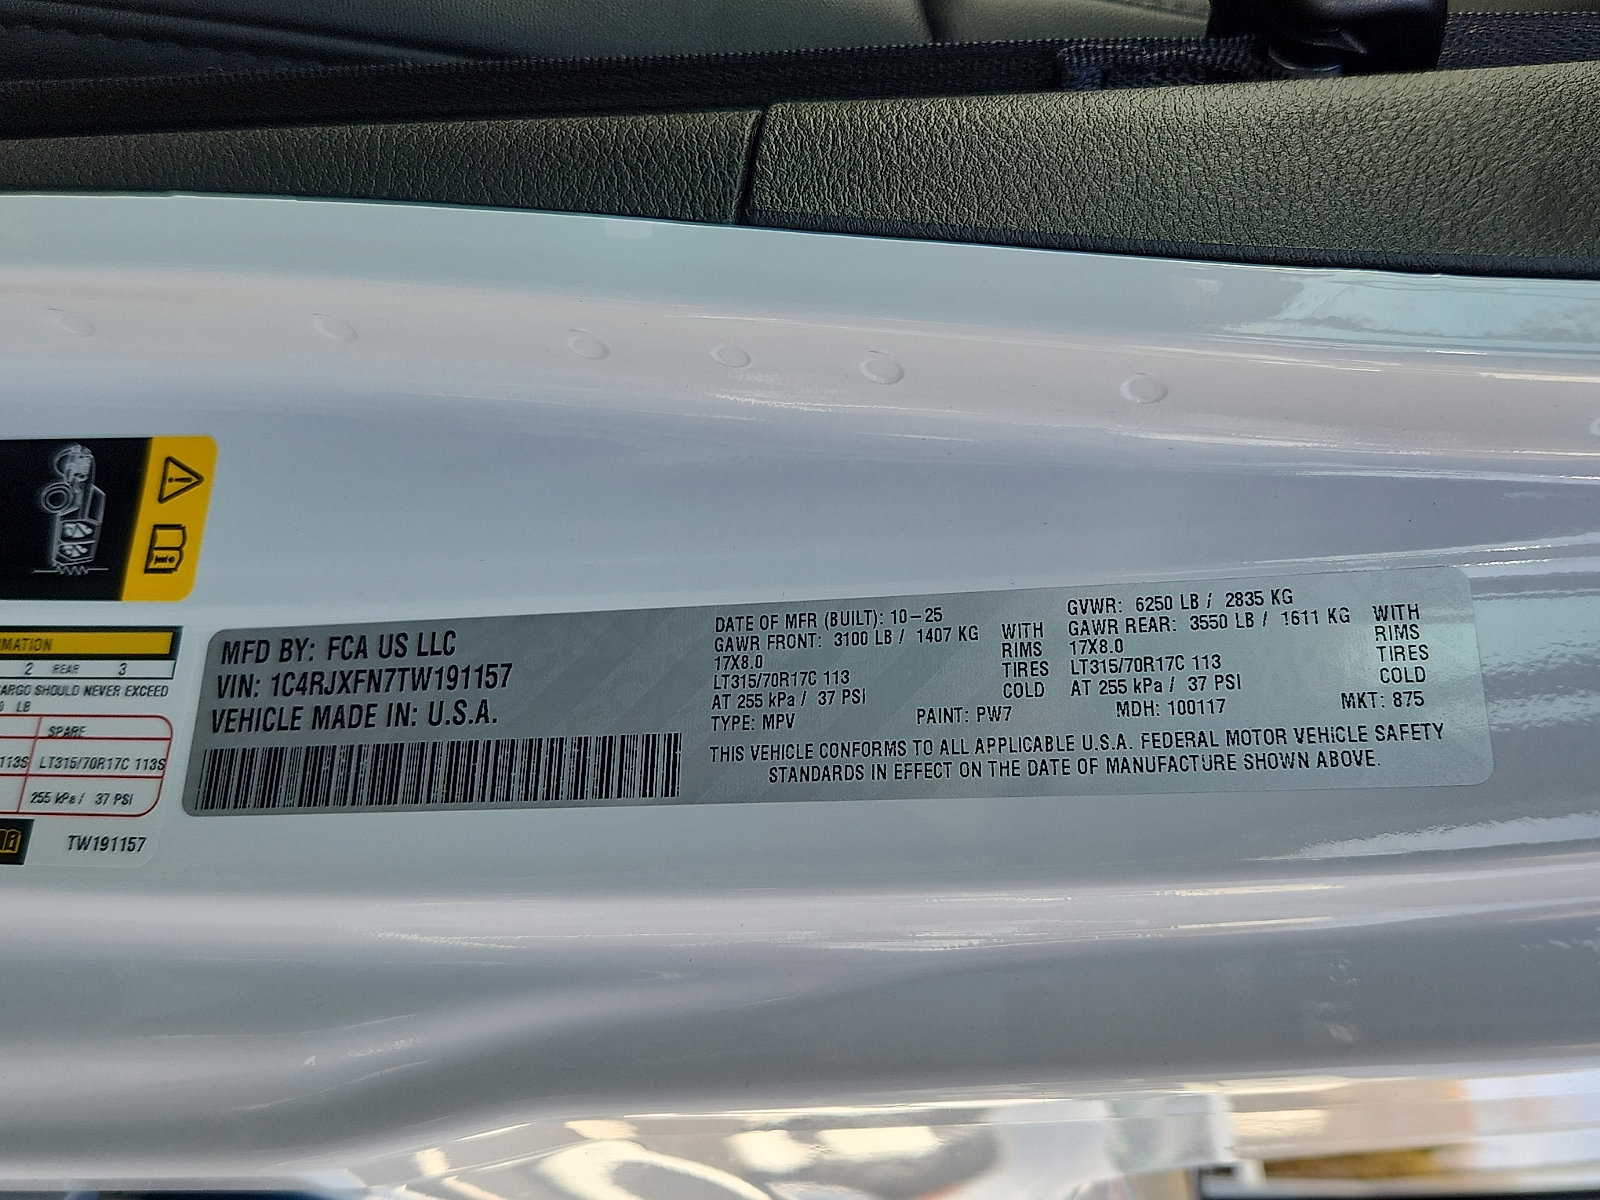 MFD BY: FCA US LLC
VIN: 1C4RJXFN7TW191157
VEHICLE MADE IN: U.S.A.
DATE OF MFR (BUILT): 10-25
GAWR FRONT: 3100 LB / 1407 KG WITH
17X8.0 RIMS
LT315/70R17C 113 TIRES
AT 255 kPa / 37 PSI COLD
TYPE: MPV PAINT: PW7
GVWR: 6250 LB / 2835 KG
GAWR REAR: 3550 LB / 1611 KG WITH
17X8.0 RIMS
LT315/70R17C 113 TIRES
AT 255 kPa / 37 PSI COLD
MDH: 100117 MKT: 875
THIS VEHICLE CONFORMS TO ALL APPLICABLE U.S.A. FEDERAL MOTOR VEHICLE SAFETY
STANDARDS IN EFFECT ON THE DATE OF MANUFACTURE SHOWN ABOVE.
2 REAR 3
SHOULD NEVER EXCEED
LB
SPARE
113S LT315/70R17C 113S
255 kPa / 37 PSI
TW191157